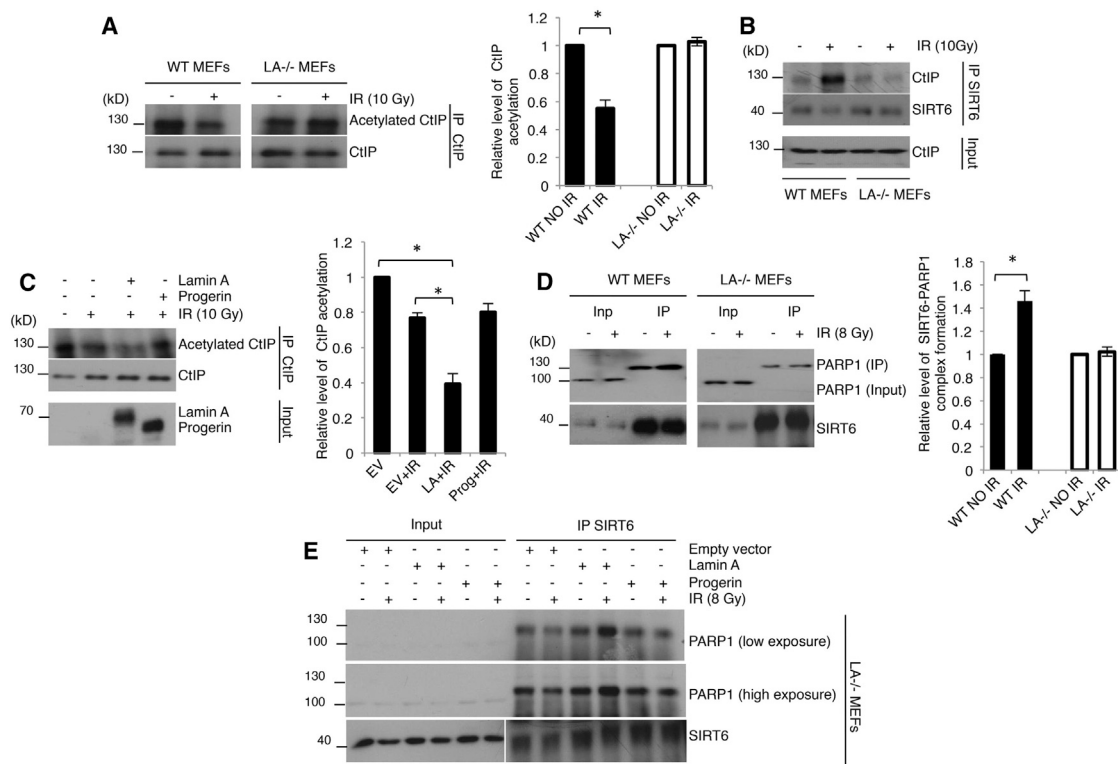 A
WT MEFs LA-/- MEFs
(kD) - + - + IR (10 Gy)
130 Acetylated CtIP
130 CtIP
IP CtIP
Relative level of CtIP acetylation
*
1.2
1
0.8
0.6
0.4
0.2
0
WT NO IR
WT IR
LA-/- NO IR
LA-/- IR
B
(kD) - + - + IR (10Gy)
130 CtIP
40 SIRT6
IP SIRT6
130 CtIP
Input
WT MEFs LA-/- MEFs
C
- - + - Lamin A
- - - + Progerin
(kD) - + + + IR (10 Gy)
130 Acetylated CtIP
130 CtIP
IP CtIP
70 Lamin A
Progerin
Input
Relative level of CtIP acetylation
*
*
1.2
1
0.8
0.6
0.4
0.2
0
EV
EV+IR
LA+IR
Prog+IR
D
WT MEFs LA-/- MEFs
Inp IP Inp IP
(kD) - + - + - + - + IR (8 Gy)
130 PARP1 (IP)
100 PARP1 (Input)
40 SIRT6
Relative level of SIRT6-PARP1
complex formation
*
1.8
1.6
1.4
1.2
1
0.8
0.6
0.4
0.2
0
WT NO IR
WT IR
LA-/- NO IR
LA-/- IR
E
Input IP SIRT6
+ + - - - - + + - - - - Empty vector
- - + + - - - - + + - - Lamin A
- - - - + + - - - - + + Progerin
- + - + - + - + - + - + IR (8 Gy)
130
100 PARP1 (low exposure)
130
100 PARP1 (high exposure)
40 SIRT6
LA-/- MEFs